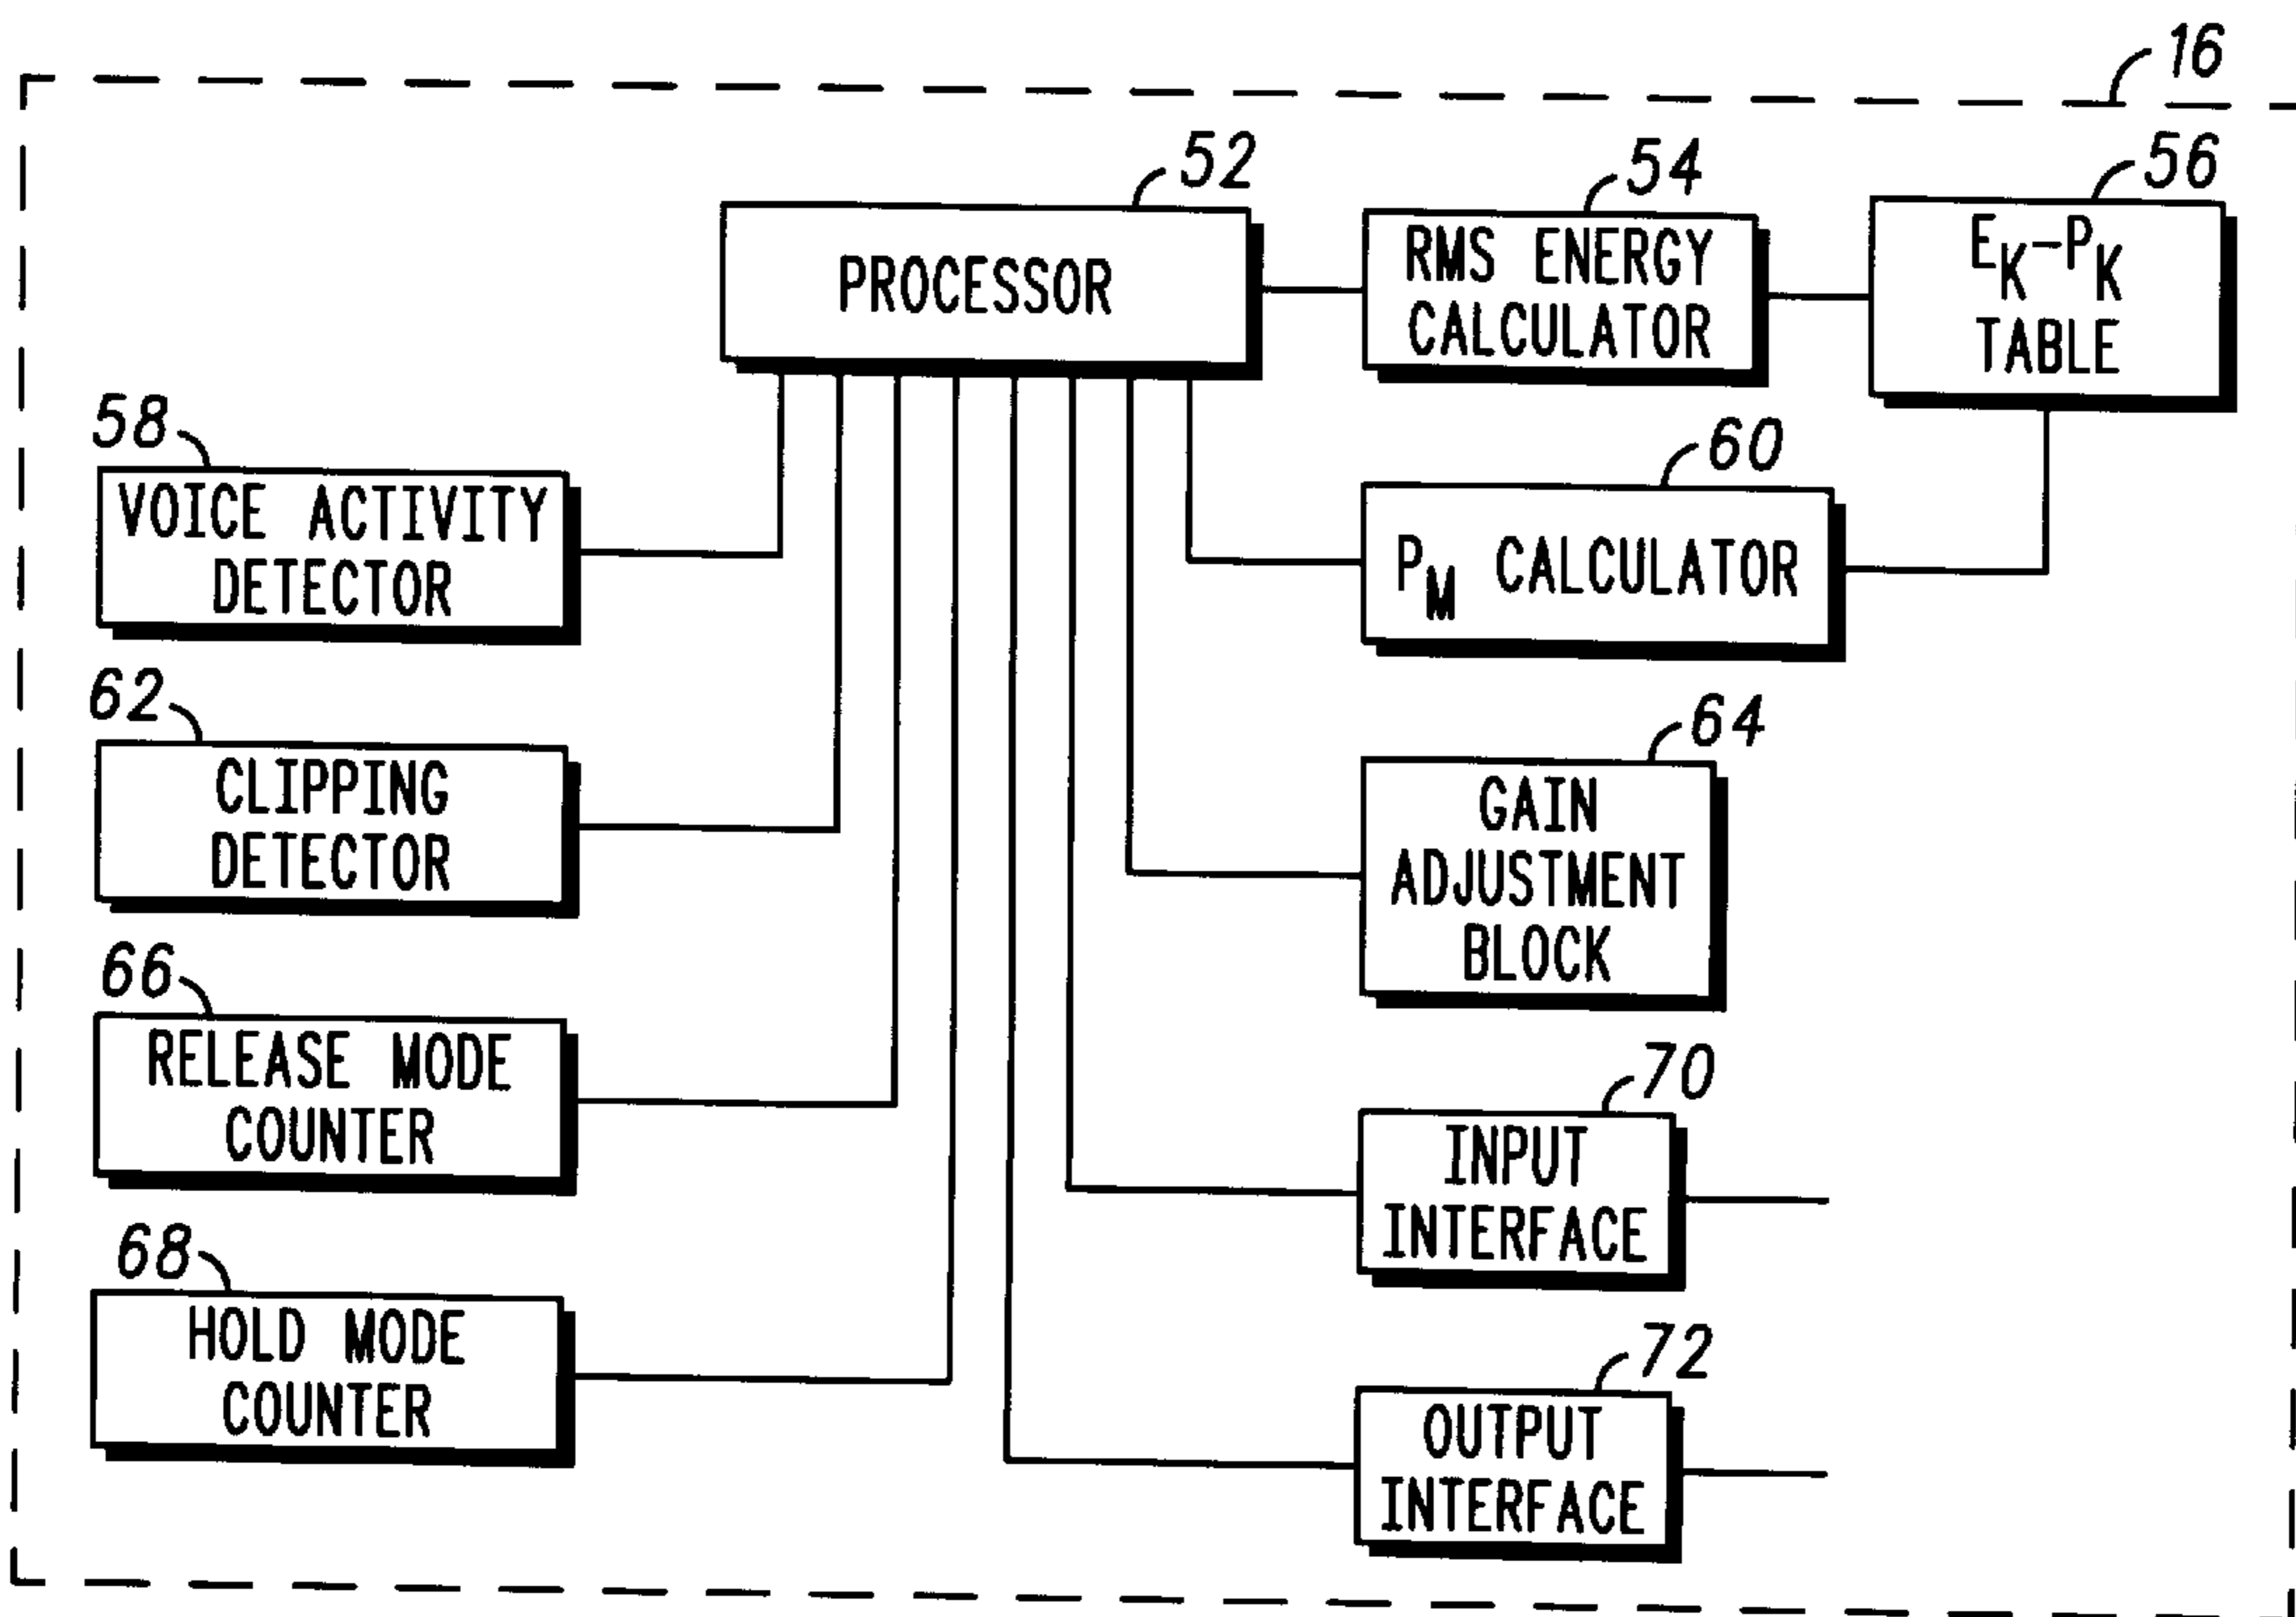 16
52
PROCESSOR
54
RMS ENERGY
CALCULATOR
56
EK-PK
TABLE
58
VOICE ACTIVITY
DETECTOR
60
PM CALCULATOR
62
CLIPPING
DETECTOR
64
GAIN
ADJUSTMENT
BLOCK
66
RELEASE MODE
COUNTER
68
HOLD MODE
COUNTER
70
INPUT
INTERFACE
72
OUTPUT
INTERFACE